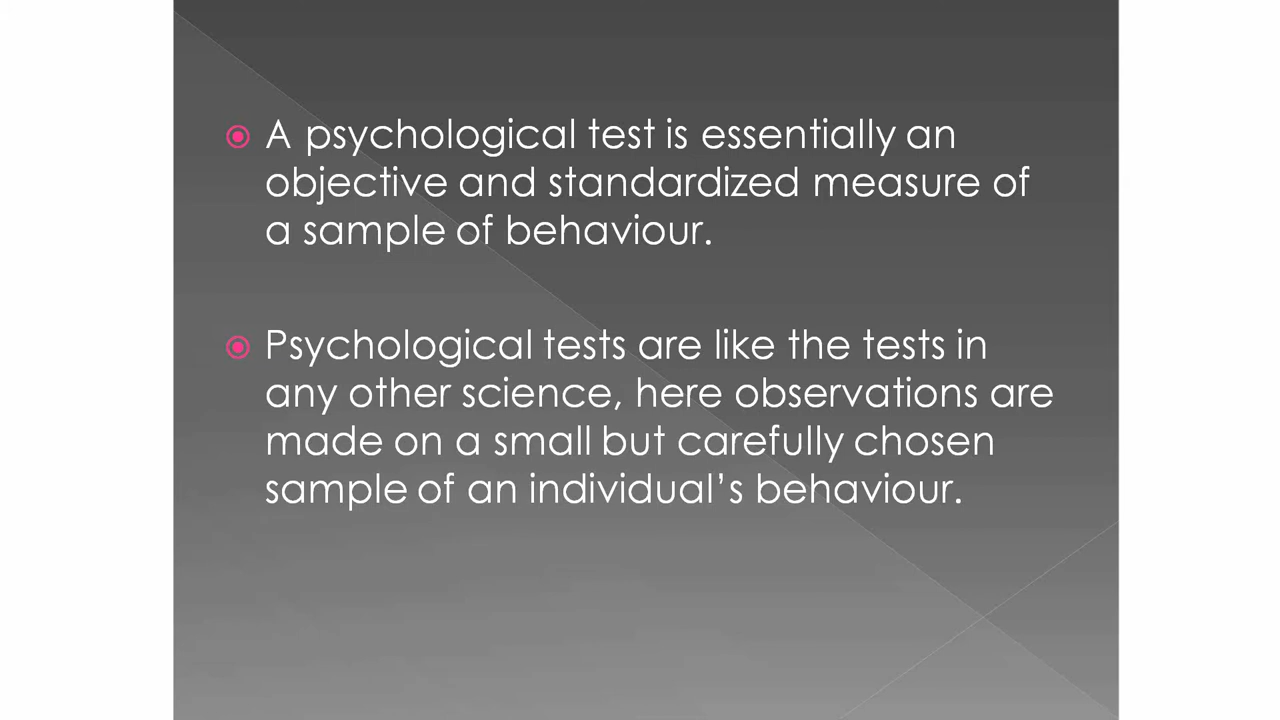 A psychological test is essentially an
objective and standardized measure of
a sample of behaviour.
Psychological tests are like the tests in
any other science, here observations are
made on a small but carefully chosen
sample of an individual's behaviour.